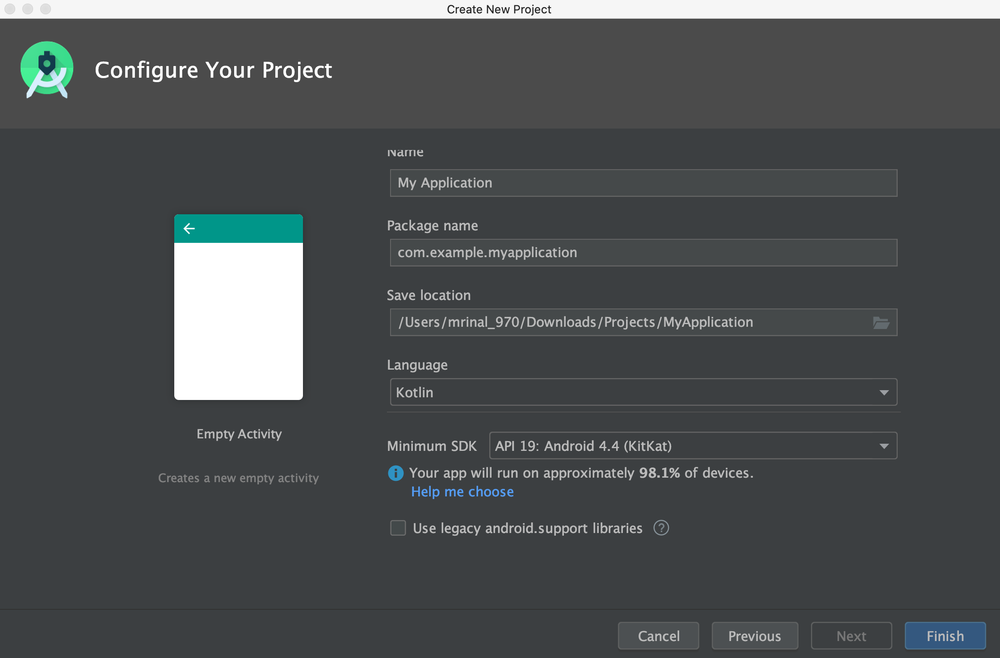 Create New Project
Configure Your Project
Name
My Application
Package name
com.example.myapplication
Save location
/Users/mrinal_970/Downloads/Projects/MyApplication
Language
Kotlin
Empty Activity
Creates a new empty activity
Minimum SDK
API 19: Android 4.4 (KitKat)
Your app will run on approximately 98.1% of devices.
Help me choose
Use legacy android.support libraries
?
Cancel
Previous
Next
Finish